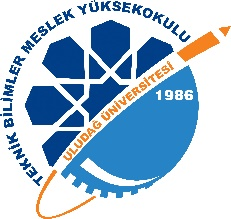 TEKNİK BİLİMLER MESLEK YÜKSEKOKULU
ULUDAĞ ÜNİVERSİTESİ
1986